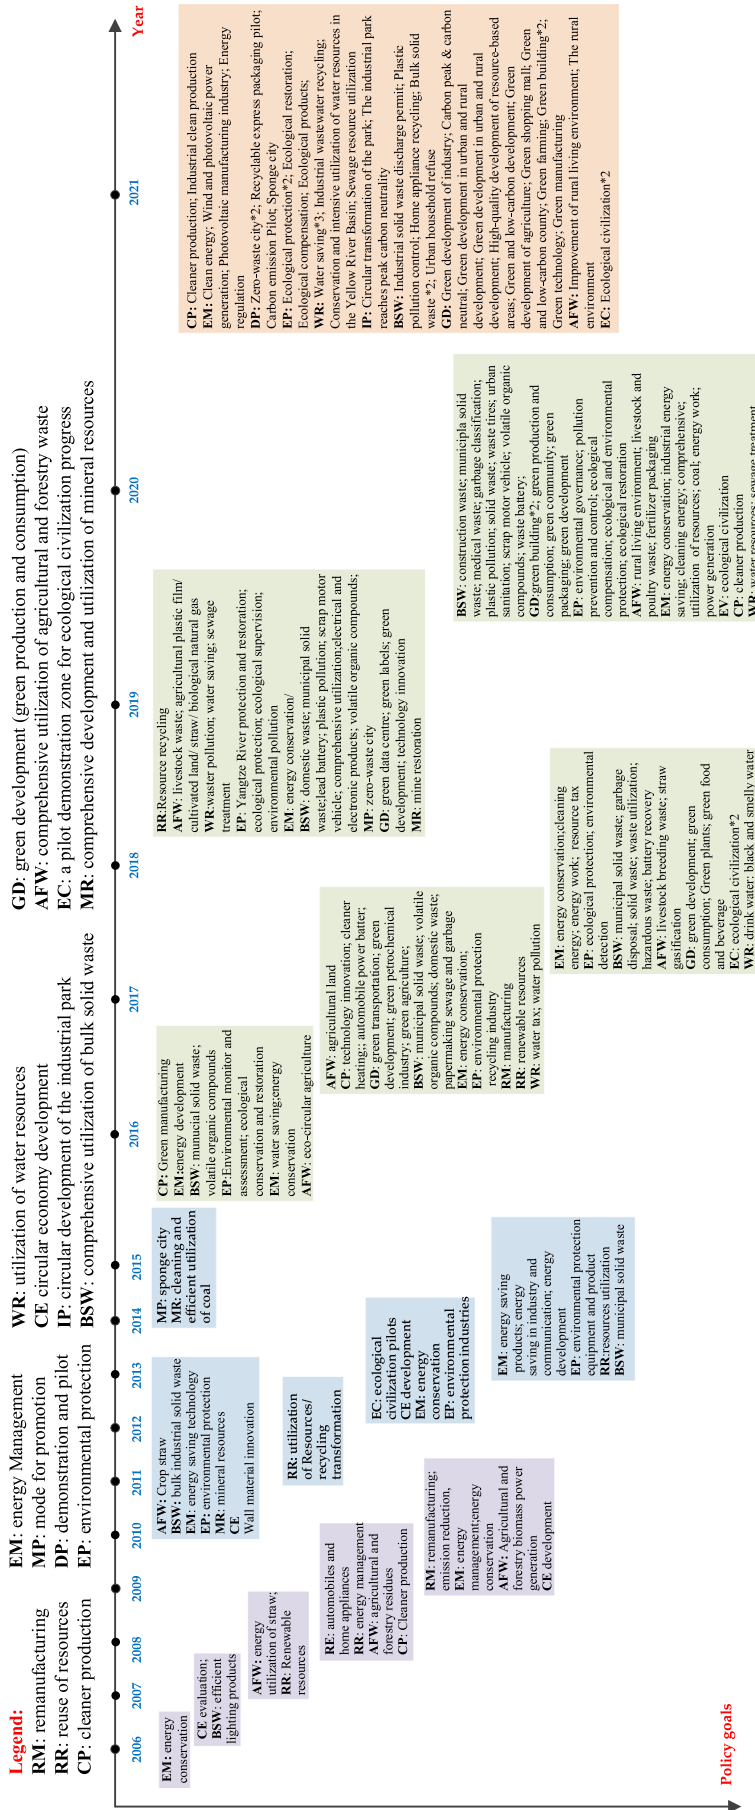 Legend:
RM: remanufacturing
RR: reuse of resources
CP: cleaner production
EM: energy Management
MP: mode for promotion
DP: demonstration and pilot
EP: environmental protection
WR: utilization of water resources
CE circular economy development
IP: circular development of the industrial park
BSW: comprehensive utilization of bulk solid waste
GD: green development (green production and consumption)
AFW: comprehensive utilization of agricultural and forestry waste
EC: a pilot demonstration zone for ecological civilization progress
MR: comprehensive development and utilization of mineral resources
Year
2006
2007
2008
2009
2010
2011
2012
2013
2014
2015
2016
2017
2018
2019
2020
2021
EM: energy
conservation
CE evaluation;
BSW: efficient
lighting products
AFW: energy
utilization of straw;
RR: Renewable
resources
RE: automobiles and
home appliances
RR: energy management
AFW: agricultural and
forestry residues
CP: Cleaner production
RM: remanufacturing;
emission reduction,
EM: energy
management;energy
conservation
AFW: Agricultural and
forestry biomass power
generation
CE development
AFW: Crop straw
BSW: bulk industrial solid waste
EM: energy saving technology
EP: environmental protection
MR: mineral resources
CE
Wall material innovation
RR: utilization
of Resources/
recycling
transformation
EC: ecological
civilization pilots
CE development
EM: energy
conservation
EP: environmental
protection industries
MP: sponge city
MR: cleaning and
efficient utilization
of coal
EM: energy saving
products; energy
saving in industry and
communication; energy
development
EP: environmental protection
equipment and product
RR:resources utilization
BSW: municipal solid waste
CP: Green manufacturing
EM:energy development
BSW: munucial solid waste;
volatile organic compounds
EP:Environmental monitor and
assessment; ecological
conservation and restoration
EM: water saving;energy
conservation
AFW: eco-circular agriculture
AFW: agricultural land
CP: technology innovation; cleaner
heating;; automobile power batter;
GD: green transportation; green
development; green petrochemical
industry; green agriculture;
BSW: municipal solid waste; volatile
organic compounds; domestic waste;
papermaking sewage and garbage
EM: energy conservation;
EP: environmental protection
recycling industry
RM: manufacturing
RR: renewable resources
WR: water tax; water pollution
EM: energy conservation;cleaning
energy; energy work; resource tax
EP: ecological protection; environmental
detection
BSW: municipal solid waste; garbage
disposal; solid waste; waste utilization;
hazardous waste; battery recovery
AFW: livestock breeding waste; straw
gasification
GD: green development; green
consumption; Green plants; green food
and beverage
EC: ecological civilization*2
WR: drink water; black and smelly water
RR:Resource recycling
AFW: livestock waste; agricultural plastic film/
cultivated land/ straw/ biological natural gas
WR:waster pollution; water saving; sewage
treatment
EP: Yangtze River protection and restoration;
ecological protection; ecological supervision;
environmental pollution
EM: energy conservation/
BSW: domestic waste; municipal solid
waste;lead battery; plastic pollution; scrap motor
vehicle; comprehensive utilization;electrical and
electronic products; volatile organic compounds;
MP: zero-waste city
GD: green data centre; green labels; green
development; technology innovation
MR: mine restoration
BSW: construction waste; municipla solid
waste; medical waste; garbage classification;
plastic pollution; solid waste; waste tires; urban
sanitation; scrap motor vehicle; volatile organic
compounds; waste battery;
GD:green building*2; green production and
consumption; green community; green
packaging; green development
EP: environmental governance; pollution
prevention and control; ecological
compensation; ecological and environmental
protection; ecological restoration
AFW: rural living environment; livestock and
poultry waste; fertilizer packaging
EM: energy conservation; industrial energy
saving; cleaning energy; comprehensive;
utilization of resources; coal; energy work;
power generation
EV: ecological civilization
CP: cleaner production
WR: water resources; sewage treatment
CP: Cleaner production; Industrial clean production
EM: Clean energy; Wind and photovoltaic power
generation; Photovoltaic manufacturing industry; Energy
regulation
DP: Zero-waste city*2; Recyclable express packaging pilot;
Carbon emission Pilot; Sponge city
EP: Ecological protection*2; Ecological restoration;
Ecological compensation; Ecological products;
WR: Water saving*3; Industrial wastewater recycling;
Conservation and intensive utilization of water resources in
the Yellow River Basin; Sewage resource utilization
IP: Circular transformation of the park; The industrial park
reaches peak carbon neutrality
BSW: Industrial solid waste discharge permit; Plastic
pollution control; Home appliance recycling; Bulk solid
waste *2; Urban household refuse
GD: Green development of industry; Carbon peak & carbon
neutral; Green development in urban and rural
development; Green development in urban and rural
development; High-quality development of resource-based
areas; Green and low-carbon development; Green
development of agriculture; Green shopping mall; Green
and low-carbon county; Green farming; Green building*2;
Green technology; Green manufacturing
AFW: Improvement of rural living environment; The rural
environment
EC: Ecological civilization*2
Policy goals